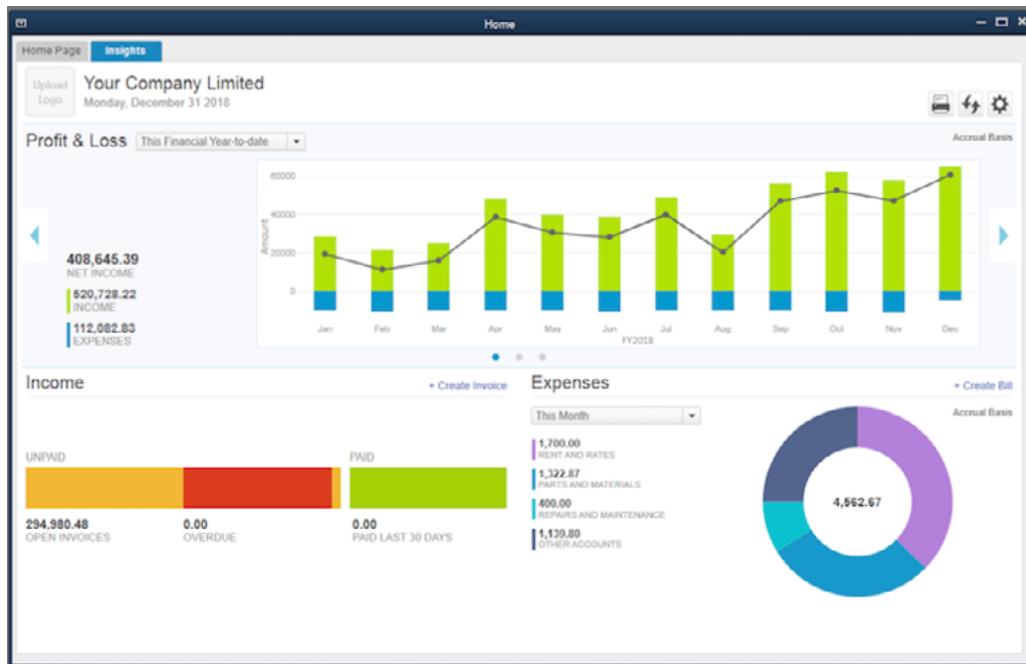 Home
Home Page Insights
Upload Logo
Your Company Limited
Monday, December 31 2018
Profit & Loss This Financial Year-to-date
Accrual Basis
408,645.39
NET INCOME
520,728.22
INCOME
112,082.83
EXPENSES
Amount
60000
40000
20000
0
Jan Feb Mar Apr May Jun Jul Aug Sep Oct Nov Dec
FY2018
Income + Create Invoice
UNPAID PAID
294,980.48 0.00 0.00
OPEN INVOICES OVERDUE PAID LAST 30 DAYS
Expenses + Create Bill
This Month
Accrual Basis
1,700.00
RENT AND RATES
1,322.87
PARTS AND MATERIALS
400.00
REPAIRS AND MAINTENANCE
1,139.80
OTHER ACCOUNTS
4,562.67